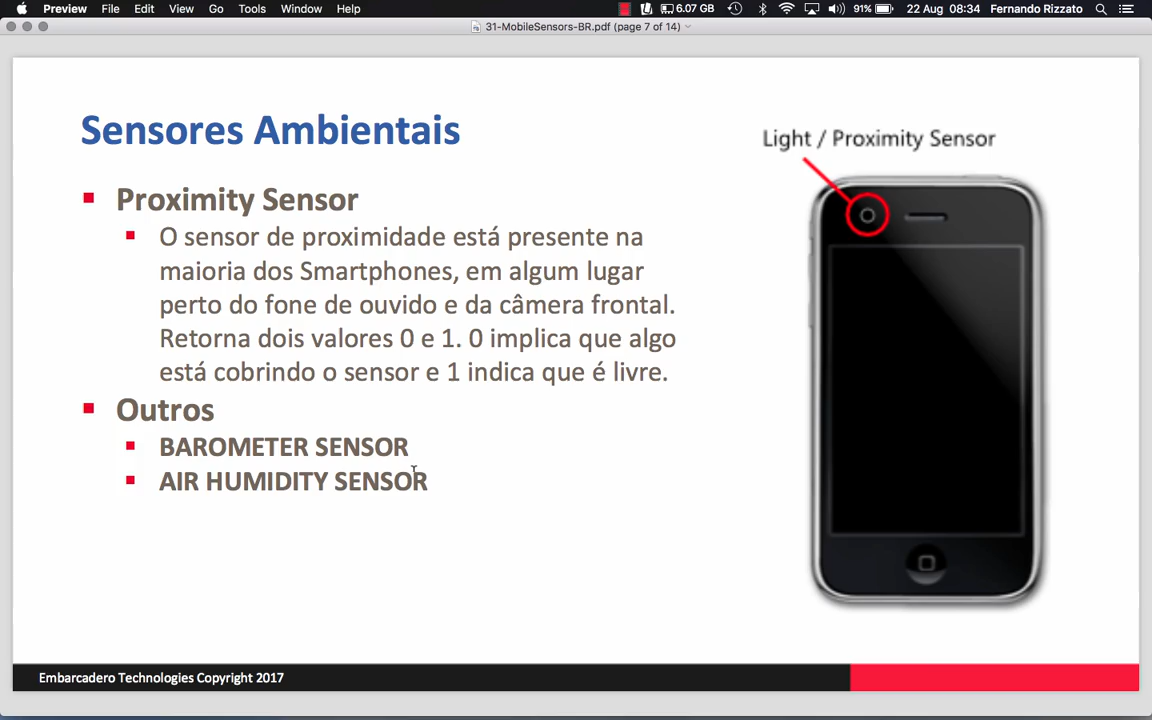 Preview File Edit View Go Tools Window Help 6.07 GB 91% 22 Aug 08:34 Fernando Rizzato
31-MobileSensors-BR.pdf (page 7 of 14)
Sensores Ambientais
Light / Proximity Sensor
Proximity Sensor
O sensor de proximidade está presente na
maioria dos Smartphones, em algum lugar
perto do fone de ouvido e da câmera frontal.
Retorna dois valores 0 e 1. 0 implica que algo
está cobrindo o sensor e 1 indica que é livre.
Outros
BAROMETER SENSOR
AIR HUMIDITY SENSOR
Embarcadero Technologies Copyright 2017